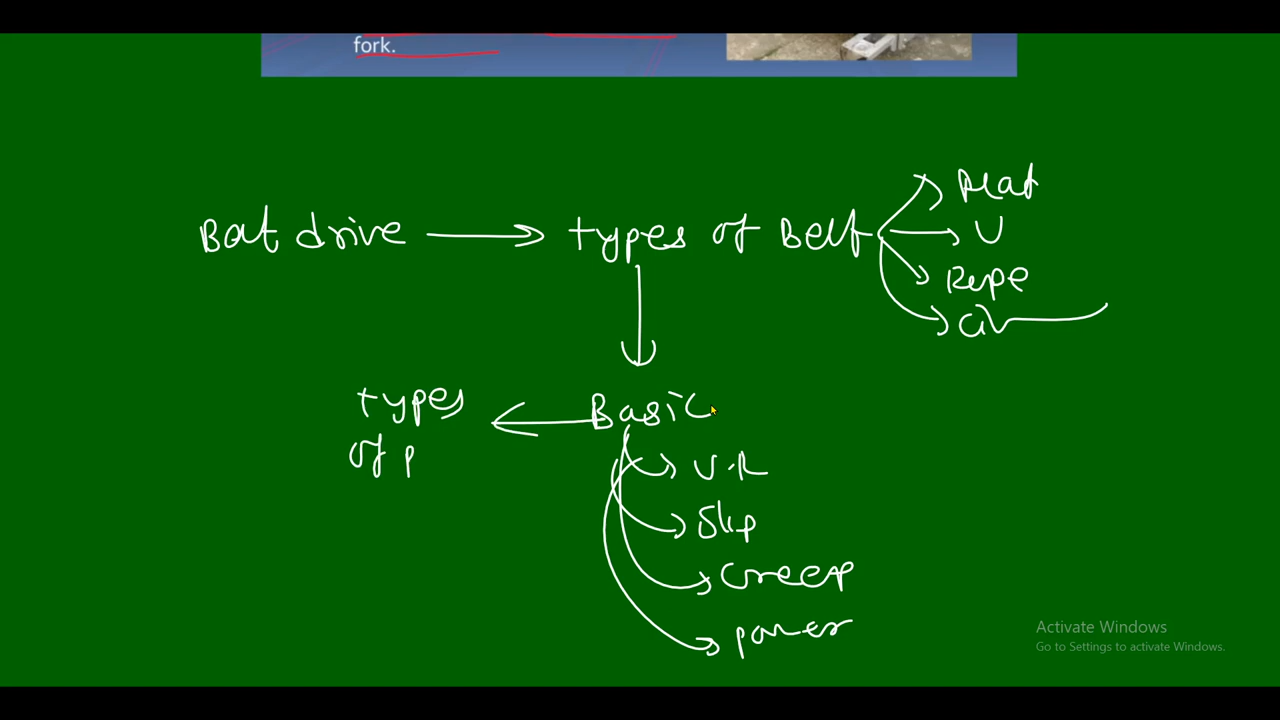 fork.
Belt drive
types of Belt
Flat
V
Rope
types
of p
Basic
V.R
Slip
Creep
power
Activate Windows
Go to Settings to activate Windows.